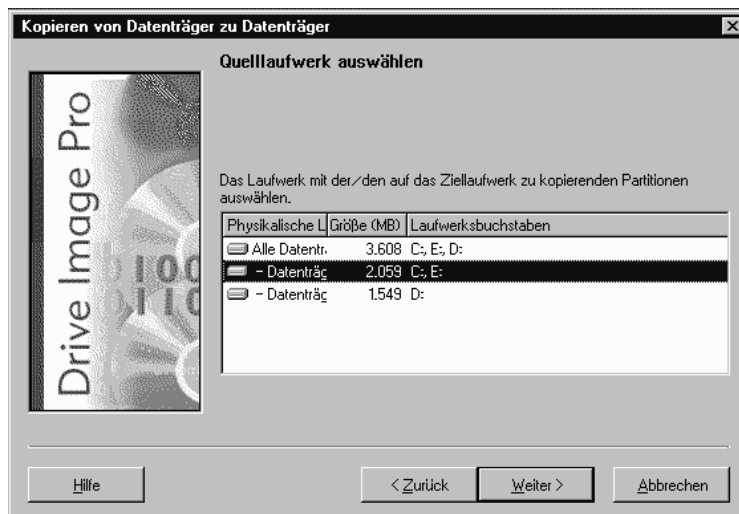 Kopieren von Datenträger zu Datenträger
Quelllaufwerk auswählen
Drive Image Pro
Das Laufwerk mit der/den auf das Ziellaufwerk zu kopierenden Partitionen
auswählen.
Physikalische L Größe (MB) Laufwerksbuchstaben
Alle Datentr. 3.608 C:, E:, D:
- Datenträg 2.059 C:, E:
- Datenträg 1.549 D:
Hilfe < Zurück Weiter > Abbrechen